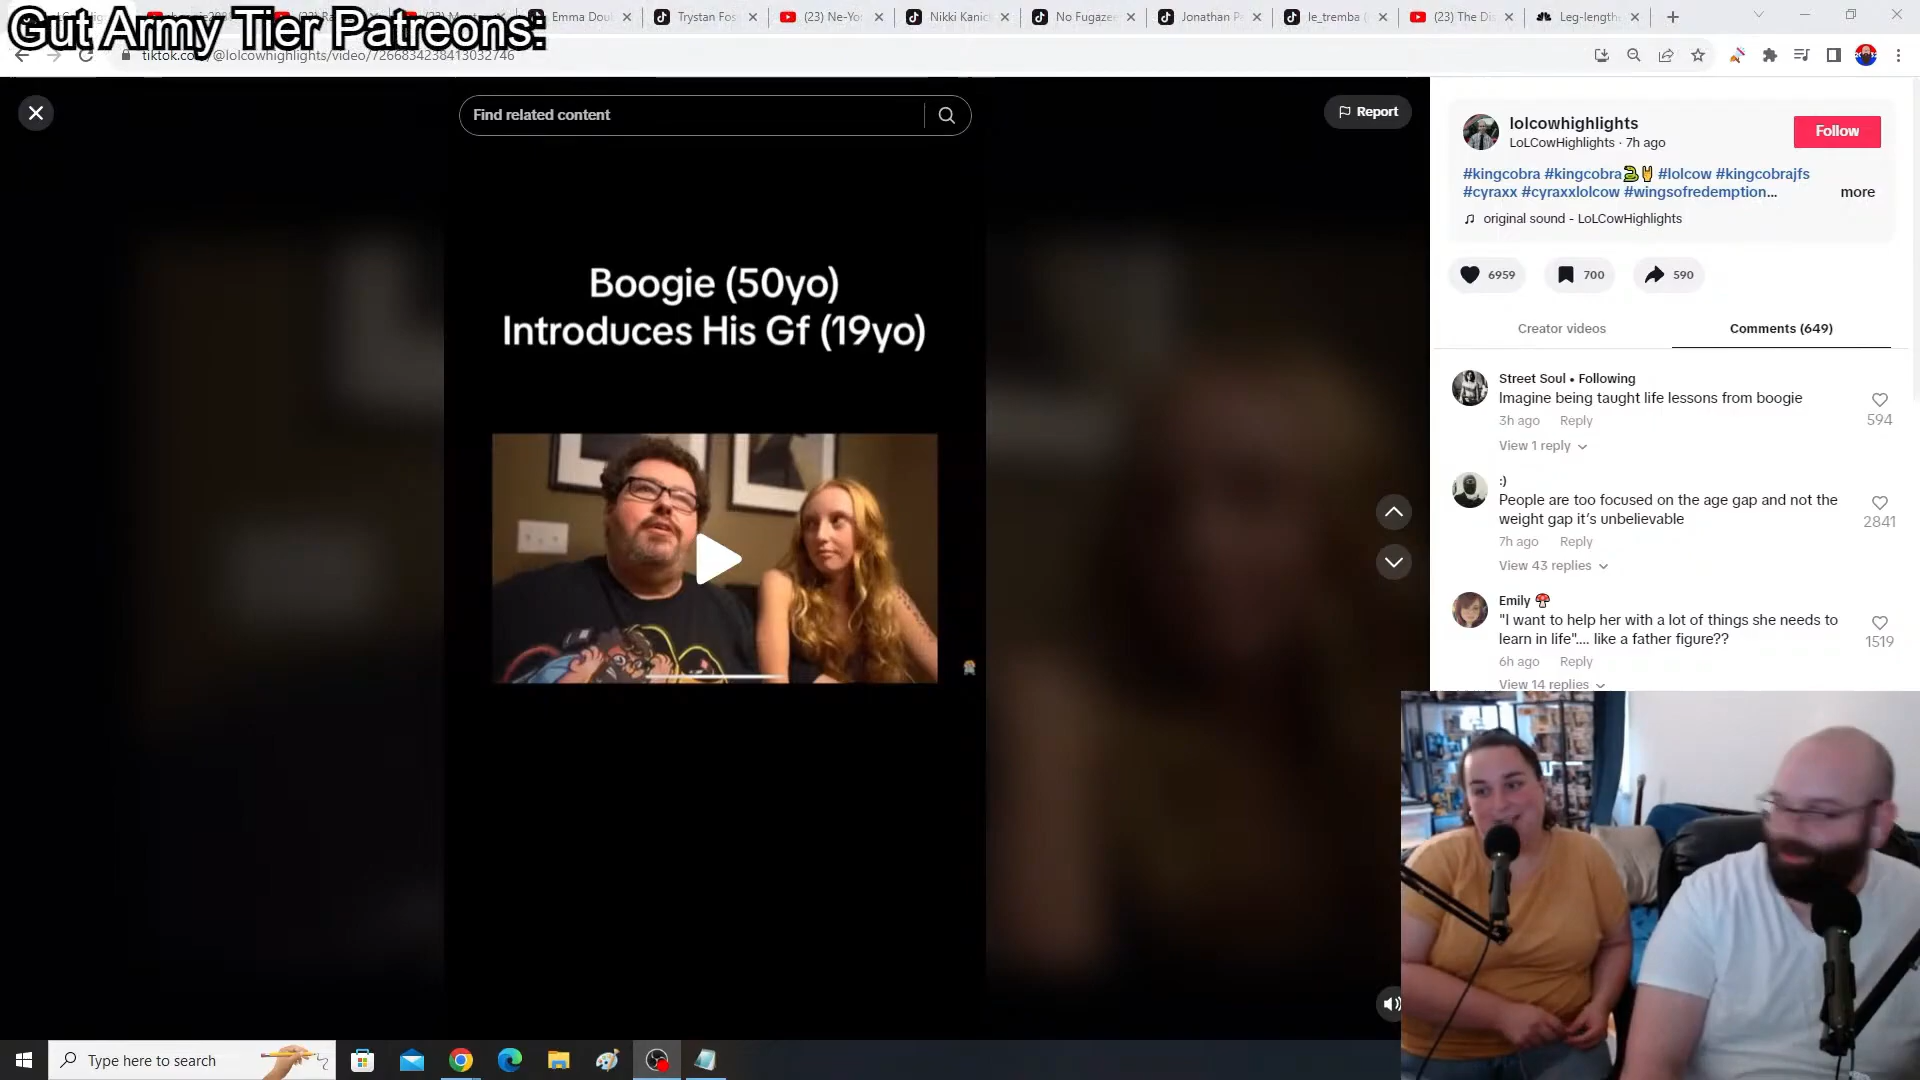 Gut Army Tier Patreons:
Emma Dou
Trystan Fos
(23) Ne-Yo
Nikki Kanic
No Fugaze
Jonathan P
le_tremba
(23) The Di
Leg-length
tiktok.co
@lolcowhighlights/video/7266834238413032746
Find related content
Report
lolcowhighlights
LoLCowHighlights · 7h ago
Follow
#kingcobra #kingcobra🐍🤘 #lolcow #kingcobrajfs
#cyraxx #cyraxxlolcow #wingsofredemption...
more
♫ original sound - LoLCowHighlights
6959
700
590
Creator videos
Comments (649)
Boogie (50yo)
Introduces His Gf (19yo)
Street Soul • Following
Imagine being taught life lessons from boogie
594
3h ago Reply
View 1 reply
:)
People are too focused on the age gap and not the
weight gap it's unbelievable
2841
7h ago Reply
View 43 replies
Emily 🍄
"I want to help her with a lot of things she needs to
learn in life".... like a father figure??
1519
6h ago Reply
View 14 replies
Type here to search